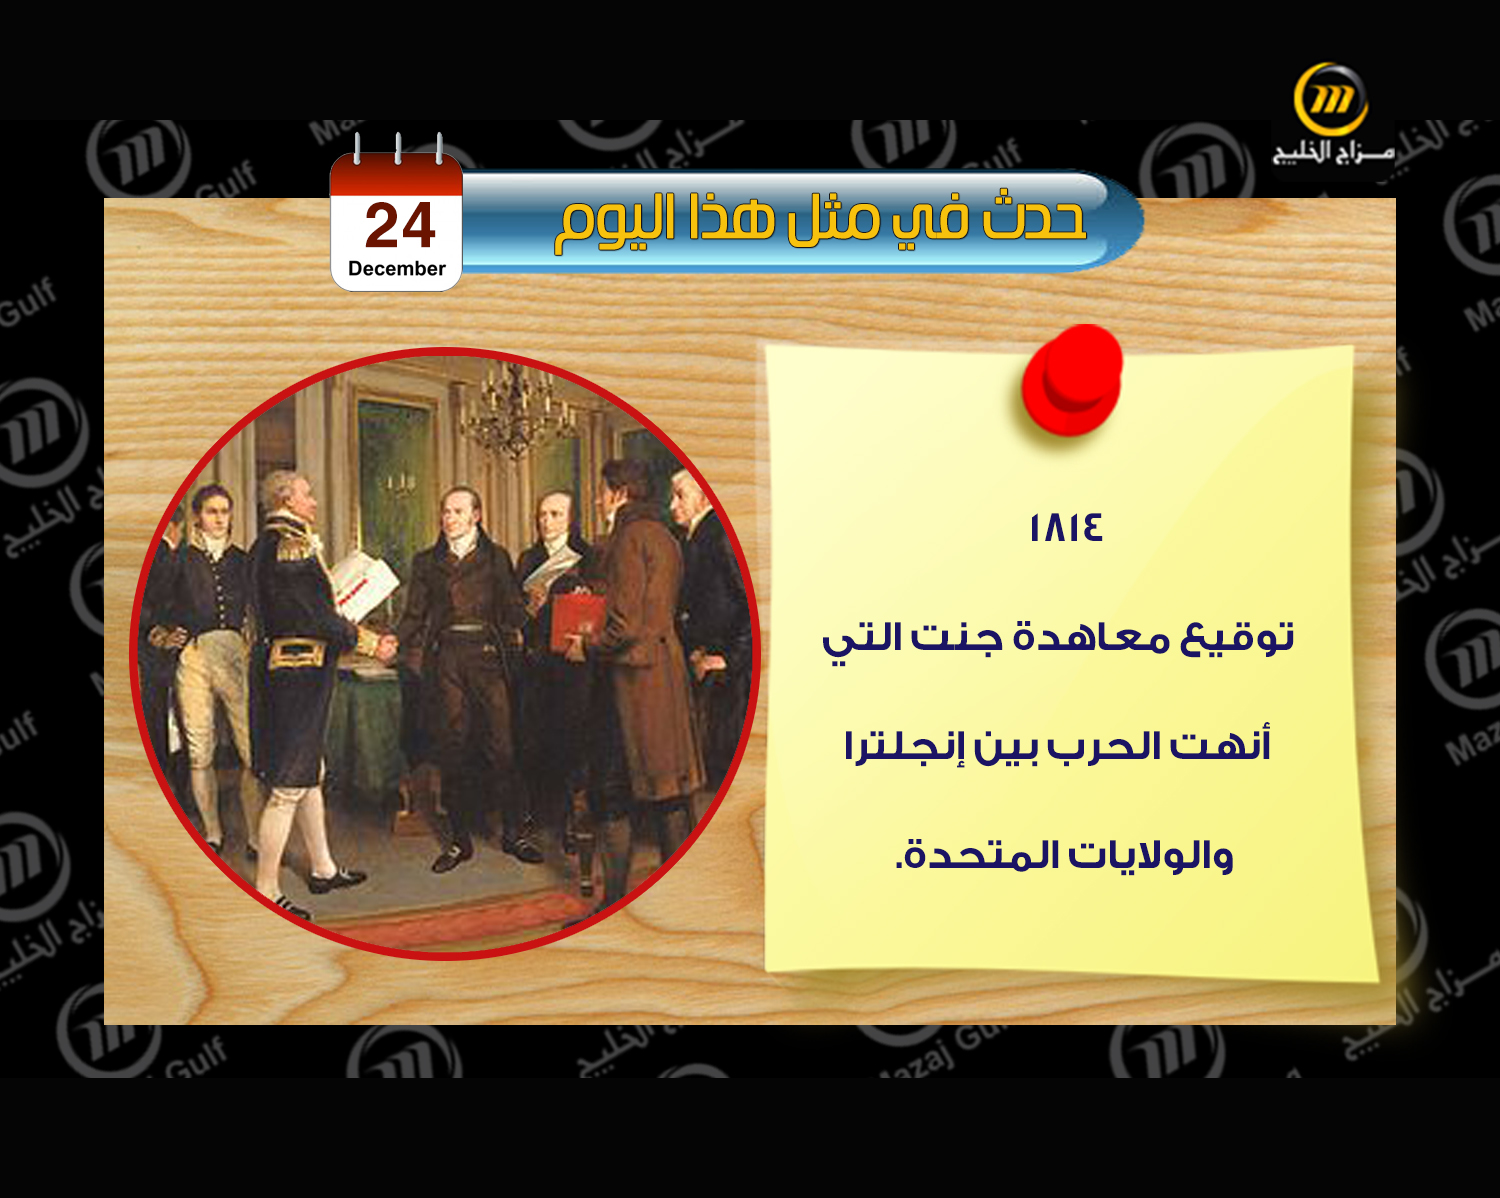 مزاج الخليج
حدث في مثل هذا اليوم
24
December
١٨١٤
توقيع معاهدة جنت التي
أنهت الحرب بين إنجلترا
والولايات المتحدة.